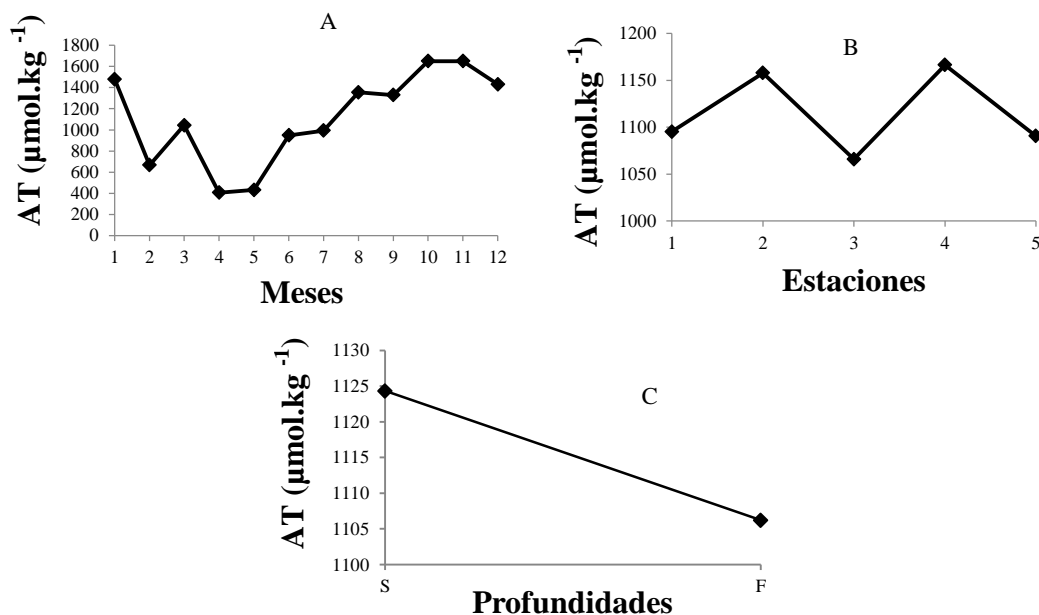 A
AT (µmol.kg -1)
1800
1600
1400
1200
1000
800
600
400
200
0
1 2 3 4 5 6 7 8 9 10 11 12
Meses
B
AT (µmol.kg -1)
1200
1150
1100
1050
1000
1 2 3 4 5
Estaciones
C
AT (µmol.kg -1)
1130
1125
1120
1115
1110
1105
1100
S F
Profundidades